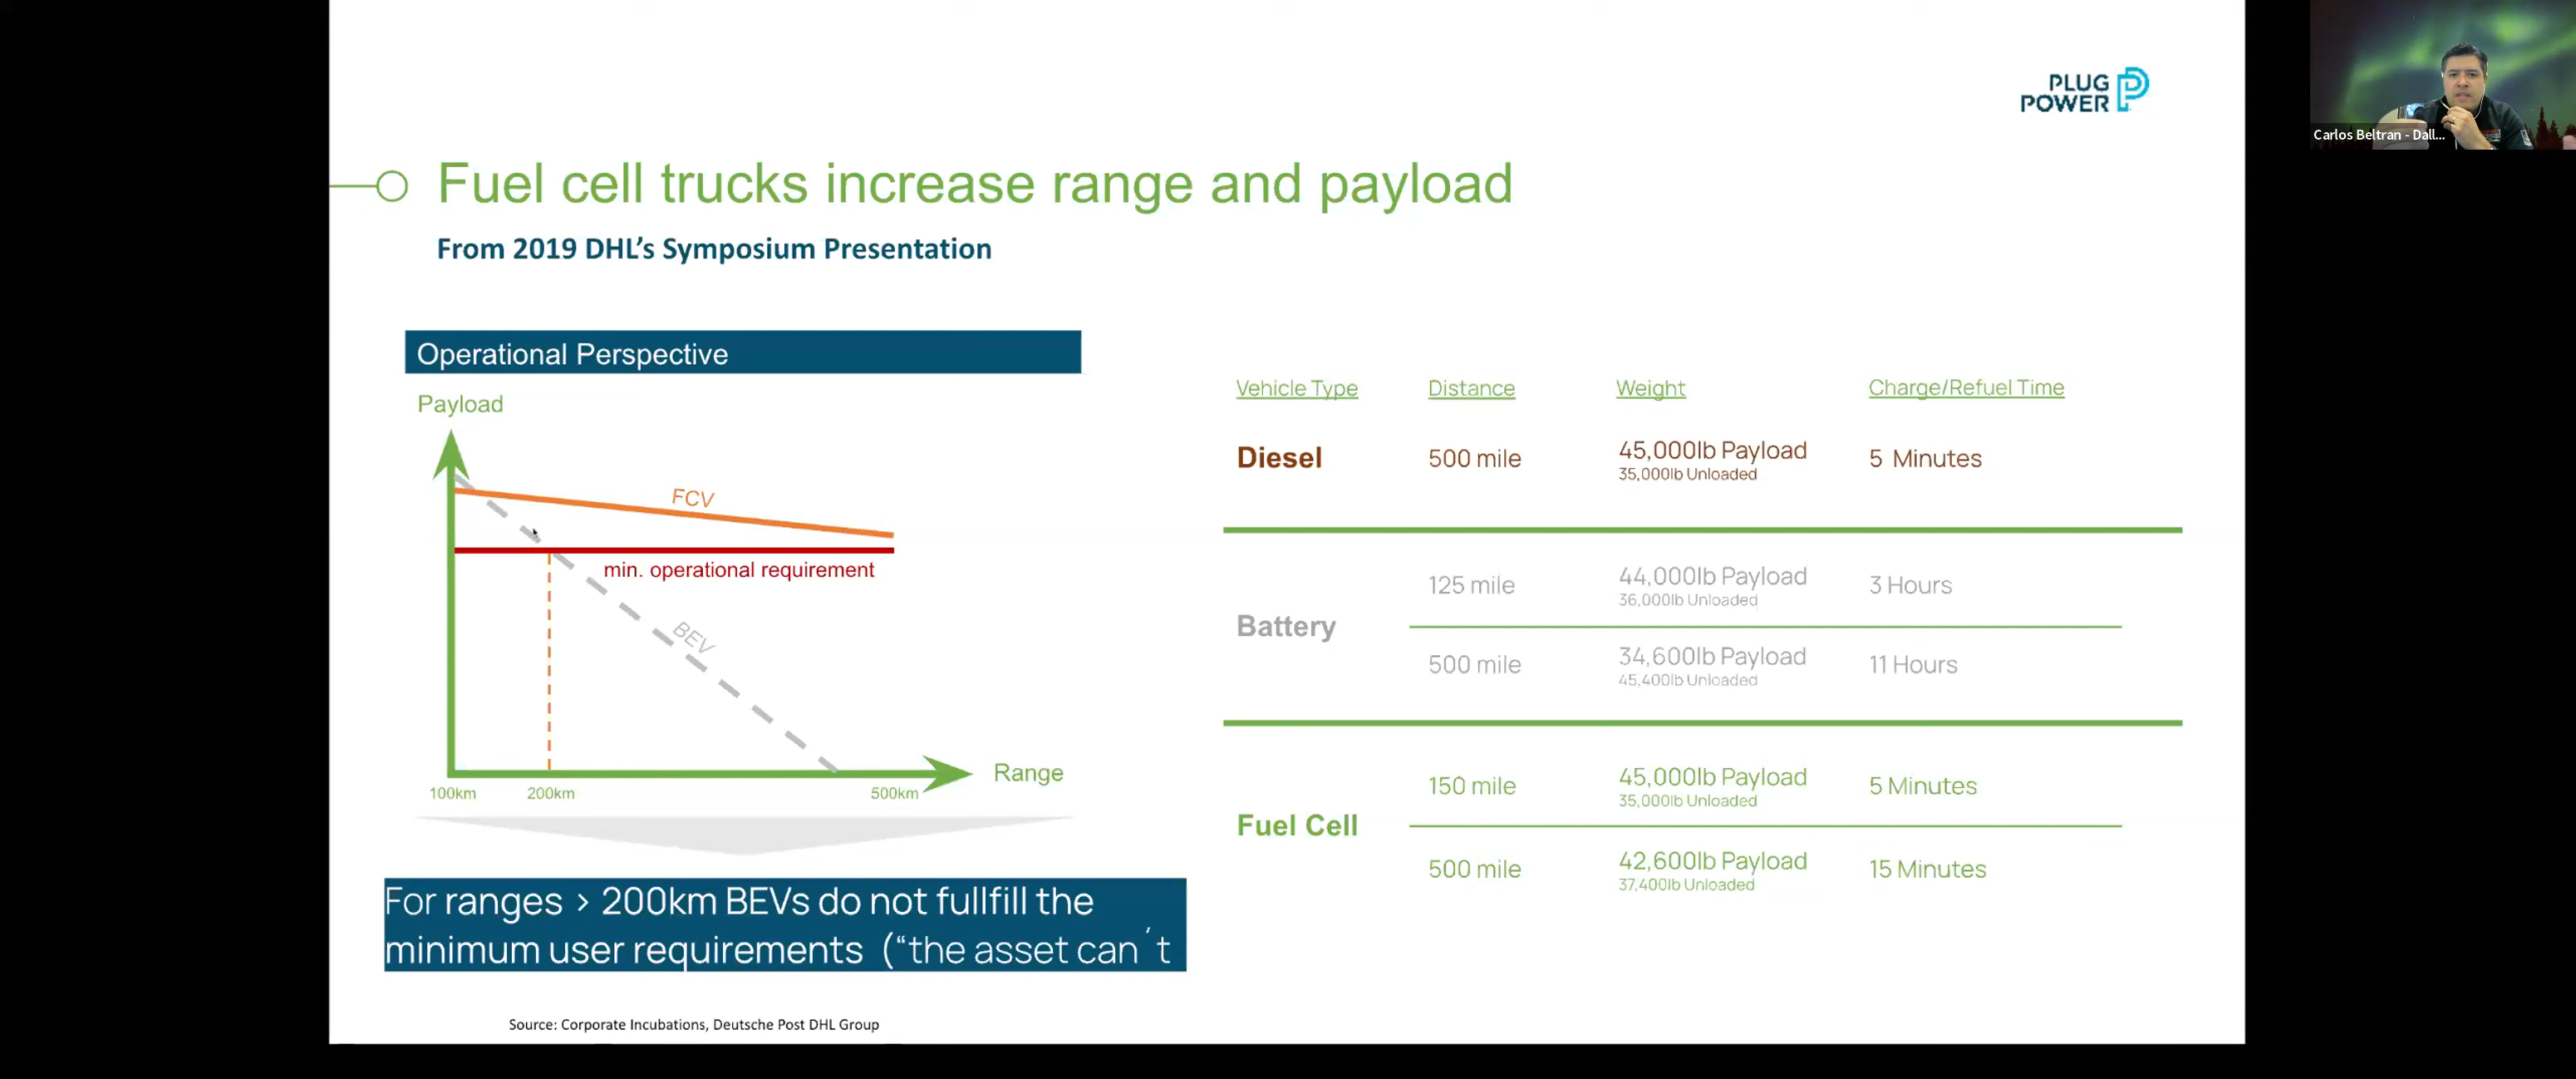 PLUG
POWER
Carlos Beltran - Dall...
Fuel cell trucks increase range and payload
From 2019 DHL’s Symposium Presentation
Operational Perspective
Payload
FCV
min. operational requirement
BEV
Range
100km 200km 500km
For ranges > 200km BEVs do not fullfill the
minimum user requirements (“the asset can´t
Source: Corporate Incubations, Deutsche Post DHL Group
Vehicle Type Distance Weight Charge/Refuel Time
Diesel 500 mile 45,000lb Payload 5 Minutes
35,000lb Unloaded
Battery
125 mile 44,000lb Payload 3 Hours
36,000lb Unloaded
500 mile 34,600lb Payload 11 Hours
45,400lb Unloaded
Fuel Cell
150 mile 45,000lb Payload 5 Minutes
35,000lb Unloaded
500 mile 42,600lb Payload 15 Minutes
37,400lb Unloaded